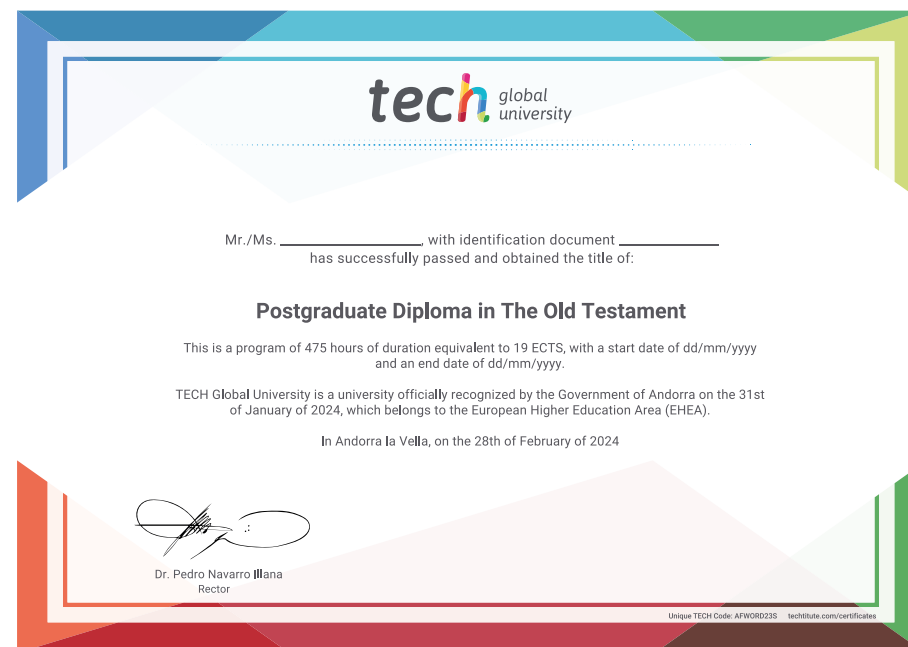 tech global university
Mr./Ms. ____________________, with identification document ______________
has successfully passed and obtained the title of:
Postgraduate Diploma in The Old Testament
This is a program of 475 hours of duration equivalent to 19 ECTS, with a start date of dd/mm/yyyy
and an end date of dd/mm/yyyy.
TECH Global University is a university officially recognized by the Government of Andorra on the 31st
of January of 2024, which belongs to the European Higher Education Area (EHEA).
In Andorra la Vella, on the 28th of February of 2024
Dr. Pedro Navarro Illana
Rector
Unique TECH Code: AFWORD23S techtitute.com/certificates